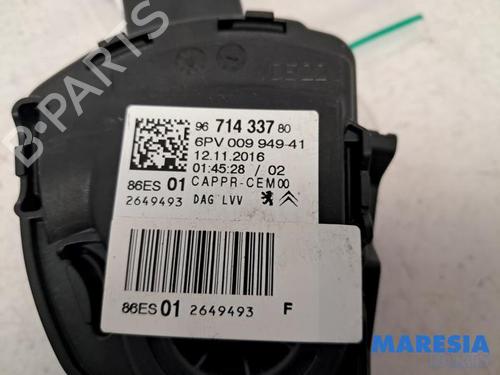 96 714 337 80
6PV 009 949-41
12.11.2016
01:45:28 / 02
86ES 01 CAPPR-CEM00
2649493 DAG LVV
86ES 01 2649493 F
MARESIA